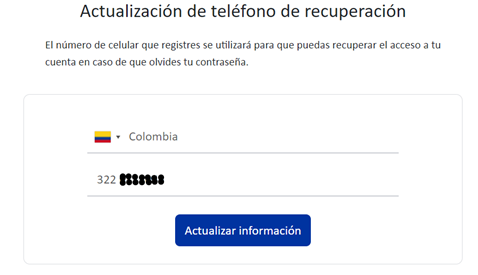 Actualización de teléfono de recuperación
El número de celular que registres se utilizará para que puedas recuperar el acceso a tu
cuenta en caso de que olvides tu contraseña.
Colombia
322
Actualizar información